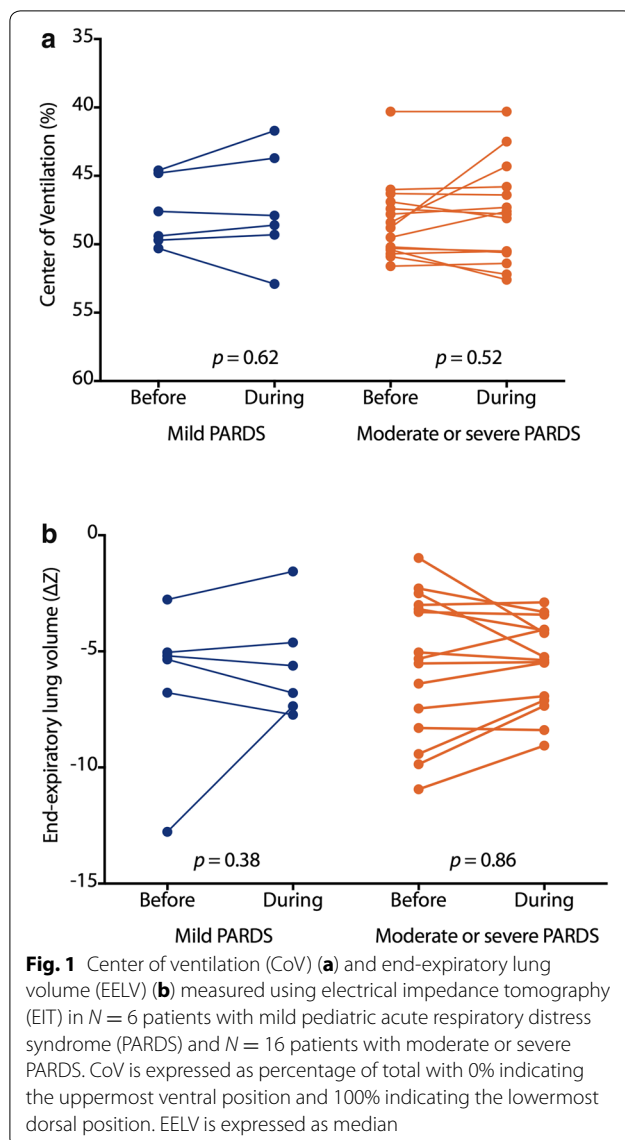 a
35
40
45
50
55
60
Center of Ventilation (%)
p = 0.62
p = 0.52
Before
During
Before
During
Mild PARDS
Moderate or severe PARDS
b
0
-5
-10
-15
End-expiratory lung volume (ΔZ)
p = 0.38
p = 0.86
Before
During
Before
During
Mild PARDS
Moderate or severe PARDS
Fig. 1 Center of ventilation (CoV) (a) and end-expiratory lung
volume (EELV) (b) measured using electrical impedance tomography
(EIT) in N = 6 patients with mild pediatric acute respiratory distress
syndrome (PARDS) and N = 16 patients with moderate or severe
PARDS. CoV is expressed as percentage of total with 0% indicating
the uppermost ventral position and 100% indicating the lowermost
dorsal position. EELV is expressed as median